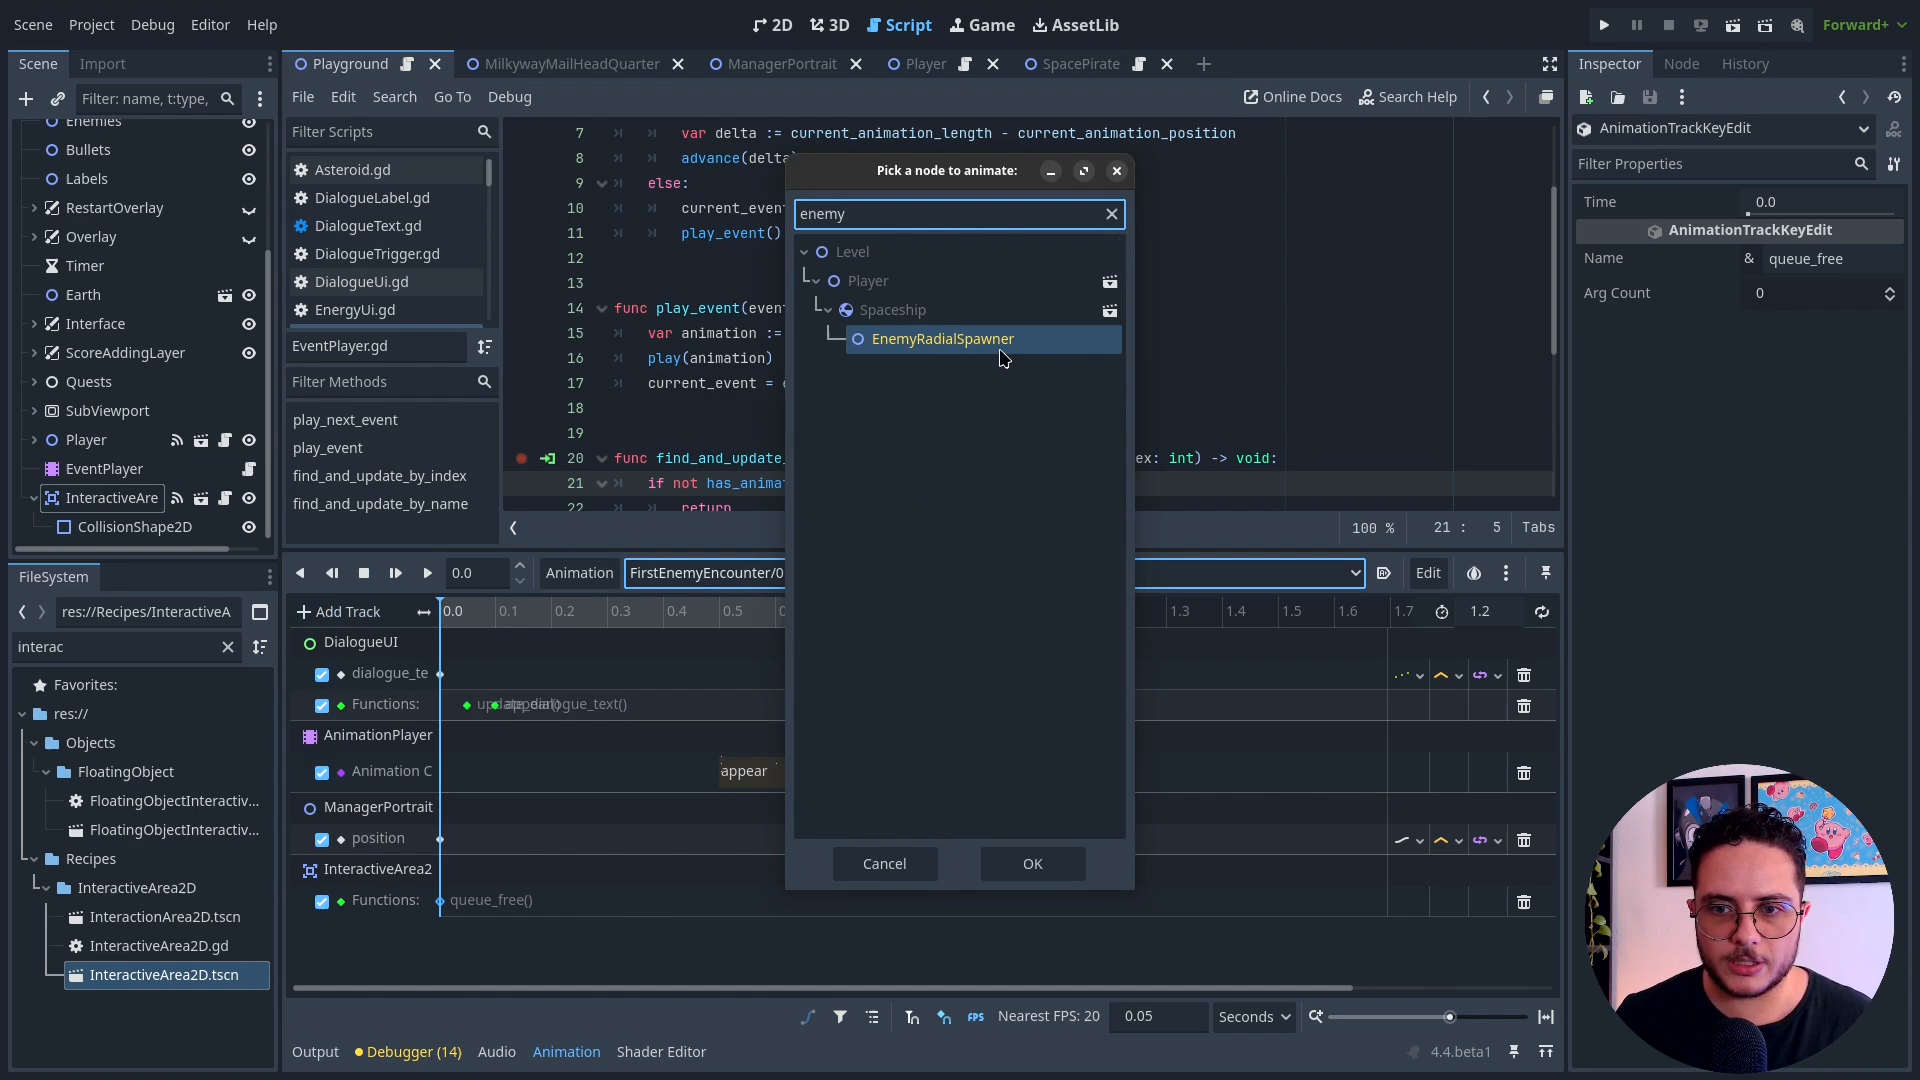 Scene Project Debug Editor Help
2D 3D Script Game AssetLib
Forward+
Scene Import
Filter: name, t:type,
Enemies
Bullets
Labels
RestartOverlay
Overlay
Timer
Earth
Interface
ScoreAddingLayer
Quests
SubViewport
Player
EventPlayer
InteractiveAre
CollisionShape2D
FileSystem
res://Recipes/InteractiveA
interac
Favorites:
res://
Objects
FloatingObject
FloatingObjectInteractiv...
FloatingObjectInteractiv...
Recipes
InteractiveArea2D
InteractionArea2D.tscn
InteractiveArea2D.gd
InteractiveArea2D.tscn
Playground MilkywayMailHeadQuarter ManagerPortrait Player SpacePirate
File Edit Search Go To Debug
Online Docs Search Help
Filter Scripts
Asteroid.gd
DialogueLabel.gd
DialogueText.gd
DialogueTrigger.gd
DialogueUi.gd
EnergyUi.gd
EventPlayer.gd
Filter Methods
play_next_event
play_event
find_and_update_by_index
find_and_update_by_name
7 var delta := current_animation_length - current_animation_position
8 advance(delta
9 else:
10 current_even
11 play_event()
12
13
14 func play_event(even
15 var animation :=
16 play(animation)
17 current_event = e
18
19
20 func find_and_update_ ex: int) -> void:
21 if not has_anima
22 return
100 % 21 : 5 Tabs
Pick a node to animate:
enemy
Level
Player
Spaceship
EnemyRadialSpawner
Cancel OK
0.0 Animation FirstEnemyEncounter/0 Edit
Add Track 0.0 0.1 0.2 0.3 0.4 0.5 1.3 1.4 1.5 1.6 1.7 1.2
DialogueUI
dialogue_te
Functions:
AnimationPlayer
Animation C appear
ManagerPortrait
position
InteractiveArea2
Functions: queue_free()
Nearest FPS: 20 0.05 Seconds
Output Debugger (14) Audio Animation Shader Editor 4.4.beta1
Inspector Node History
AnimationTrackKeyEdit
Filter Properties
Time 0.0
AnimationTrackKeyEdit
Name & queue_free
Arg Count 0